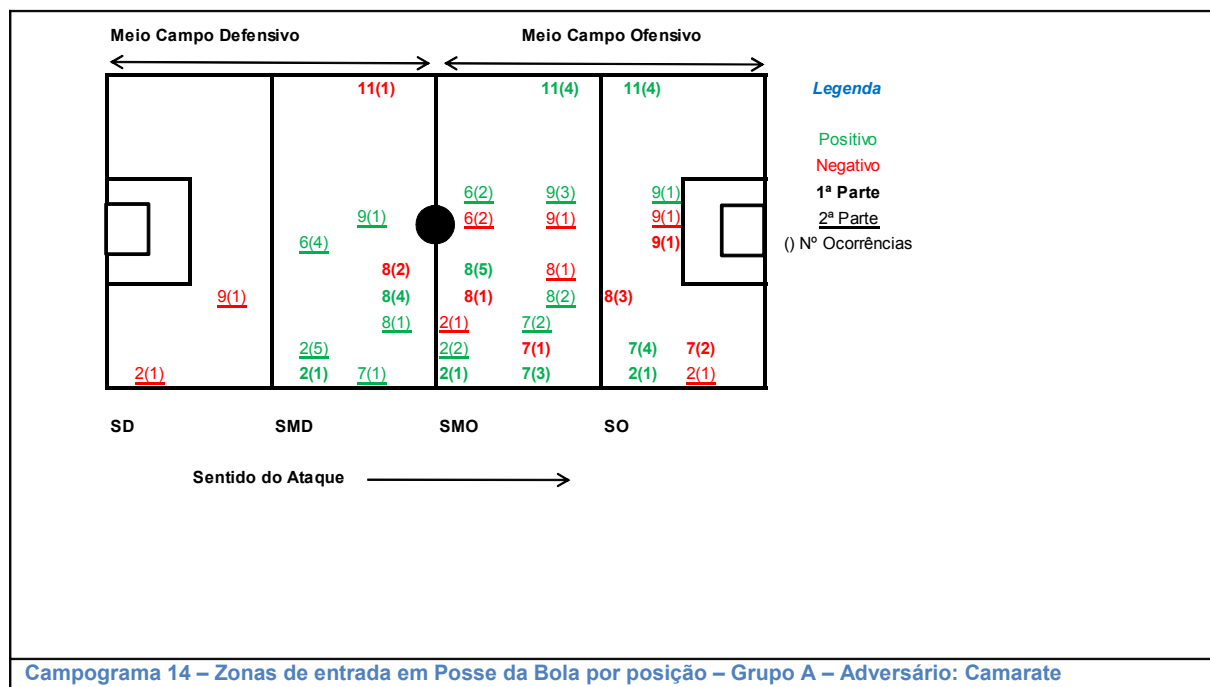 Meio Campo Defensivo Meio Campo Ofensivo
11(1) 11(4) 11(4) Legenda
Positivo
Negativo
6(2) 9(3) 9(1) 1ª Parte
9(1) 6(2) 9(1) 9(1) 2ª Parte
6(4) 9(1) () Nº Ocorrências
8(2) 8(5) 8(1)
9(1) 8(4) 8(1) 8(2) 8(3)
8(1) 2(1) 7(2)
2(5) 2(2) 7(1) 7(4) 7(2)
2(1) 2(1) 7(1) 2(1) 7(3) 2(1) 2(1)
SD SMD SMO SO
Sentido do Ataque
Campograma 14 – Zonas de entrada em Posse da Bola por posição – Grupo A – Adversário: Camarate